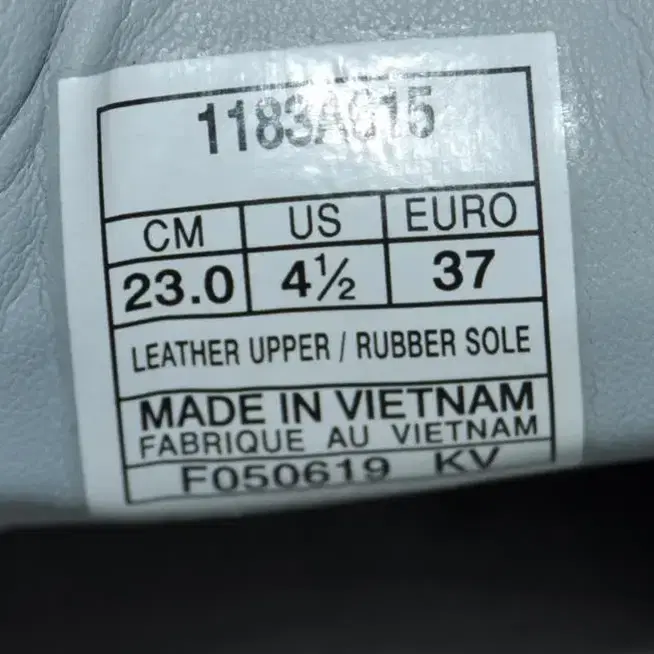 1183A615
CM US EURO
23.0 4½ 37
LEATHER UPPER / RUBBER SOLE
MADE IN VIETNAM
FABRIQUE AU VIETNAM
F050619 KV